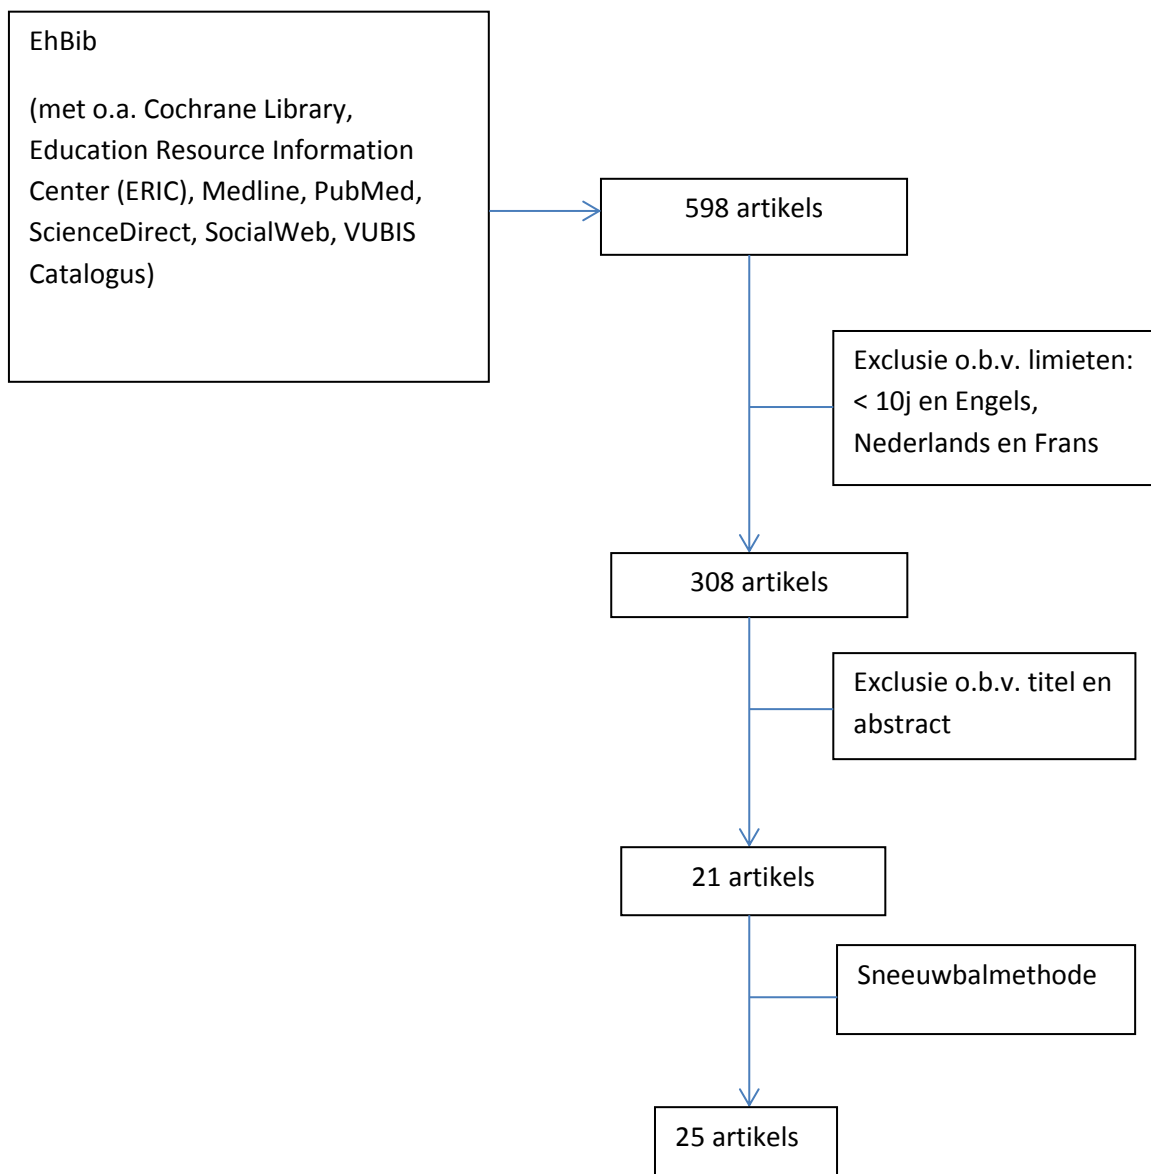 EhBib
(met o.a. Cochrane Library,
Education Resource Information
Center (ERIC), Medline, PubMed,
ScienceDirect, SocialWeb, VUBIS
Catalogus)
598 artikels
Exclusie o.b.v. limieten:
< 10j en Engels,
Nederlands en Frans
308 artikels
Exclusie o.b.v. titel en
abstract
21 artikels
Sneeuwbalmethode
25 artikels